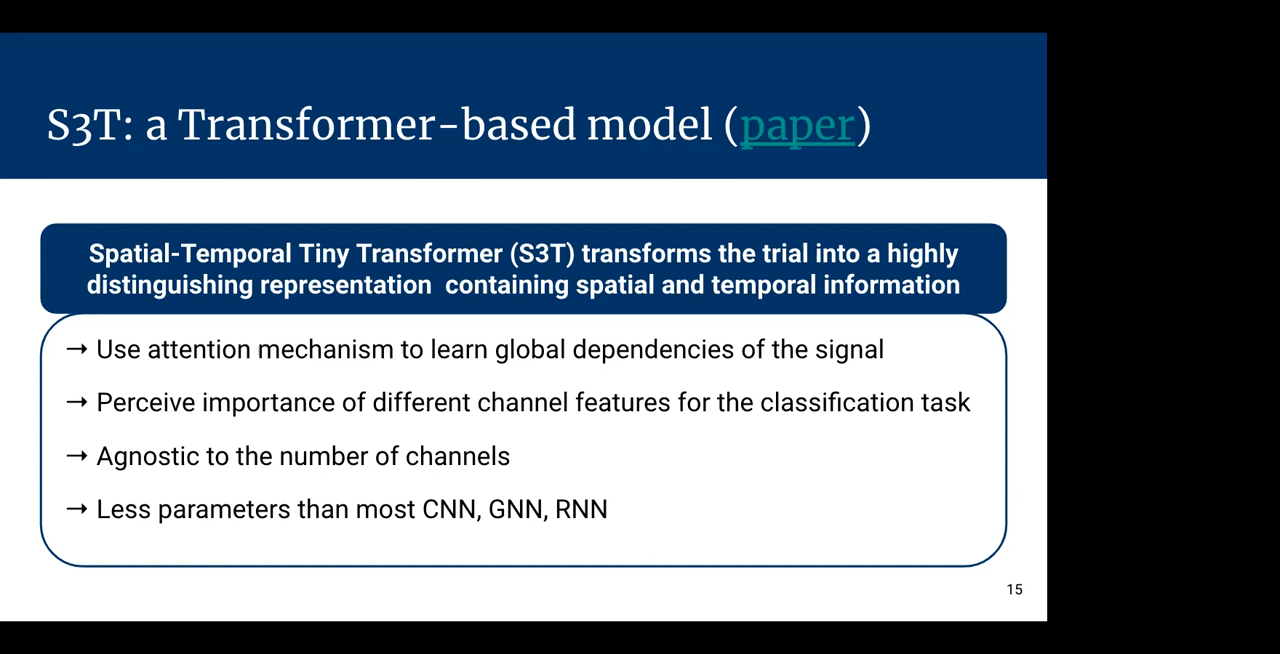 S3T: a Transformer-based model (paper)
Spatial-Temporal Tiny Transformer (S3T) transforms the trial into a highly
distinguishing representation containing spatial and temporal information
→ Use attention mechanism to learn global dependencies of the signal
→ Perceive importance of different channel features for the classification task
→ Agnostic to the number of channels
→ Less parameters than most CNN, GNN, RNN
15